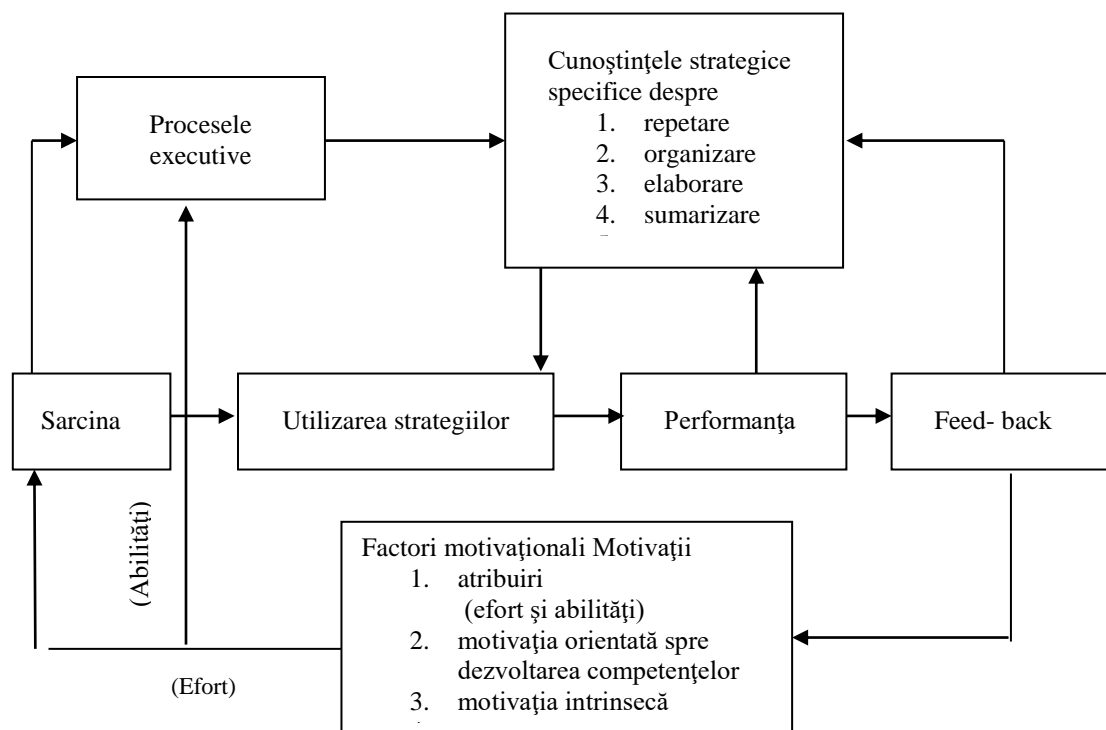 Cunoştinţele strategice
specifice despre
1. repetare
2. organizare
3. elaborare
4. sumarizare
Procesele
executive
Sarcina
Utilizarea strategiilor
Performanţa
Feed- back
(Abilități)
Factori motivaţionali Motivaţii
1. atribuiri
(efort şi abilităţi)
2. motivaţia orientată spre
dezvoltarea competenţelor
3. motivaţia intrinsecă
(Efort)